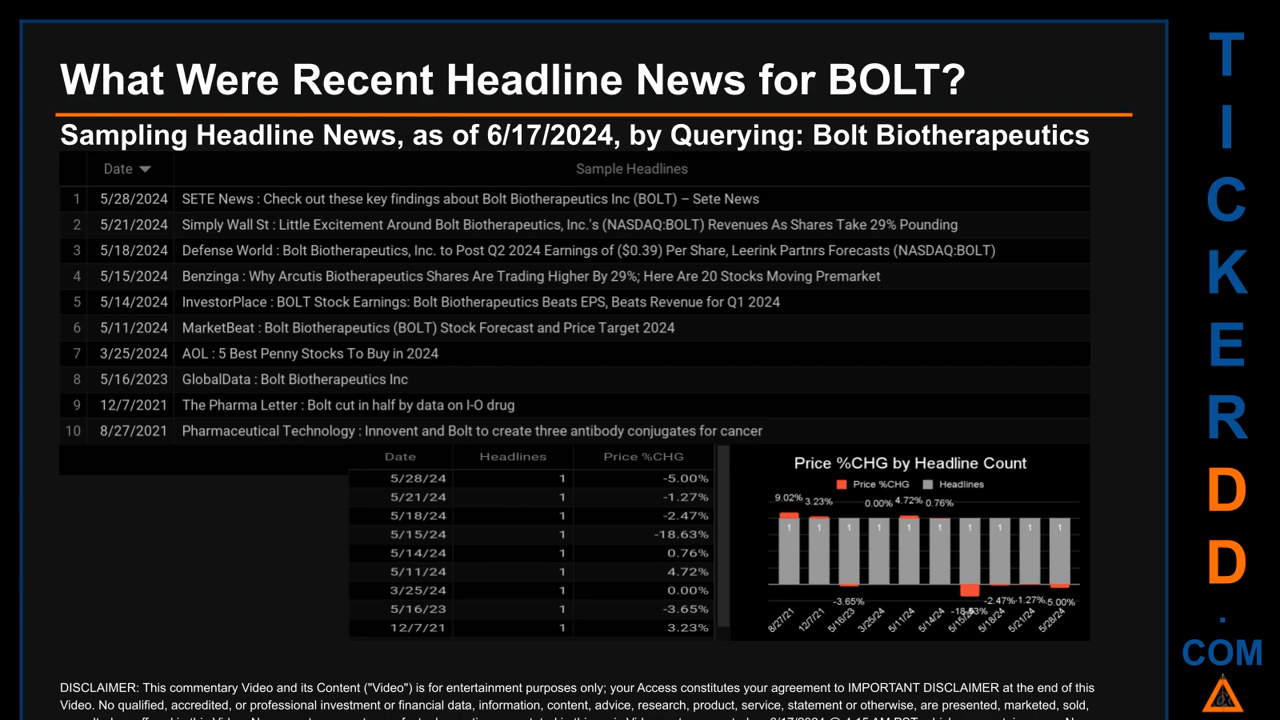 What Were Recent Headline News for BOLT?
Sampling Headline News, as of 6/17/2024, by Querying: Bolt Biotherapeutics
Date Sample Headlines
1 5/28/2024 SETE News : Check out these key findings about Bolt Biotherapeutics Inc (BOLT) – Sete News
2 5/21/2024 Simply Wall St : Little Excitement Around Bolt Biotherapeutics, Inc.'s (NASDAQ:BOLT) Revenues As Shares Take 29% Pounding
3 5/18/2024 Defense World : Bolt Biotherapeutics, Inc. to Post Q2 2024 Earnings of ($0.39) Per Share, Leerink Partnrs Forecasts (NASDAQ:BOLT)
4 5/15/2024 Benzinga : Why Arcutis Biotherapeutics Shares Are Trading Higher By 29%; Here Are 20 Stocks Moving Premarket
5 5/14/2024 InvestorPlace : BOLT Stock Earnings: Bolt Biotherapeutics Beats EPS, Beats Revenue for Q1 2024
6 5/11/2024 MarketBeat : Bolt Biotherapeutics (BOLT) Stock Forecast and Price Target 2024
7 3/25/2024 AOL : 5 Best Penny Stocks To Buy in 2024
8 5/16/2023 GlobalData : Bolt Biotherapeutics Inc
9 12/7/2021 The Pharma Letter : Bolt cut in half by data on I-O drug
10 8/27/2021 Pharmaceutical Technology : Innovent and Bolt to create three antibody conjugates for cancer
Date Headlines Price %CHG
5/28/24 1 -5.00%
5/21/24 1 -1.27%
5/18/24 1 -2.47%
5/15/24 1 -18.63%
5/14/24 1 0.76%
5/11/24 1 4.72%
3/25/24 1 0.00%
5/16/23 1 -3.65%
12/7/21 1 3.23%
Price %CHG by Headline Count
Price %CHG Headlines
9.02% 3.23% 0.00% 4.72% 0.76%
1 1 1 1 1 1 1 1 1 1
-3.65% -18.63% -2.47% -1.27% -5.00%
8/27/21 12/7/21 5/16/23 3/25/24 5/11/24 5/14/24 5/15/24 5/18/24 5/21/24 5/28/24
DISCLAIMER: This commentary Video and its Content ("Video") is for entertainment purposes only; your Access constitutes your agreement to IMPORTANT DISCLAIMER at the end of this
Video. No qualified, accredited, or professional investment or financial data, information, content, advice, research, product, service, statement or otherwise, are presented, marketed, sold,
T
I
C
K
E
R
D
D
.
COM